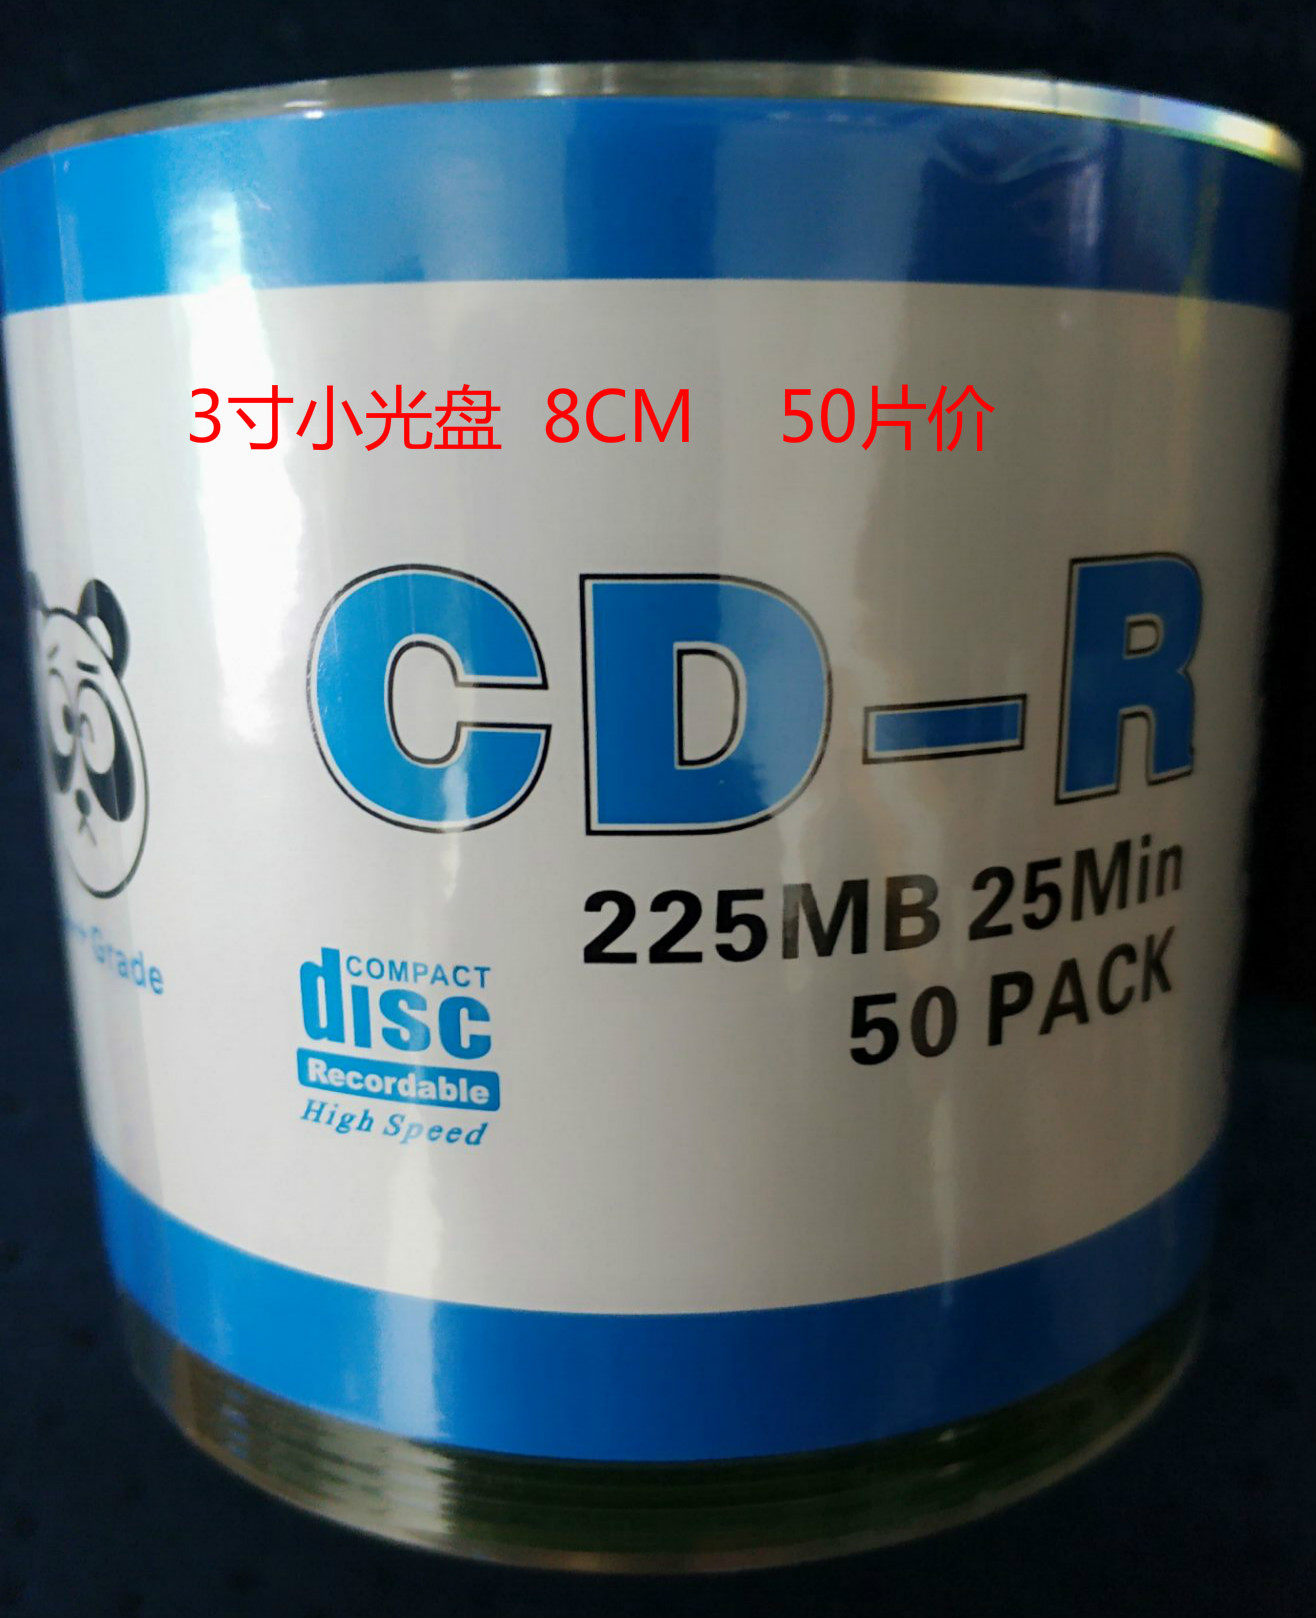 3寸小光盘 8CM 50片价
CD-R
225MB 25Min
50 PACK
Grade
COMPACT
disc
Recordable
High Speed